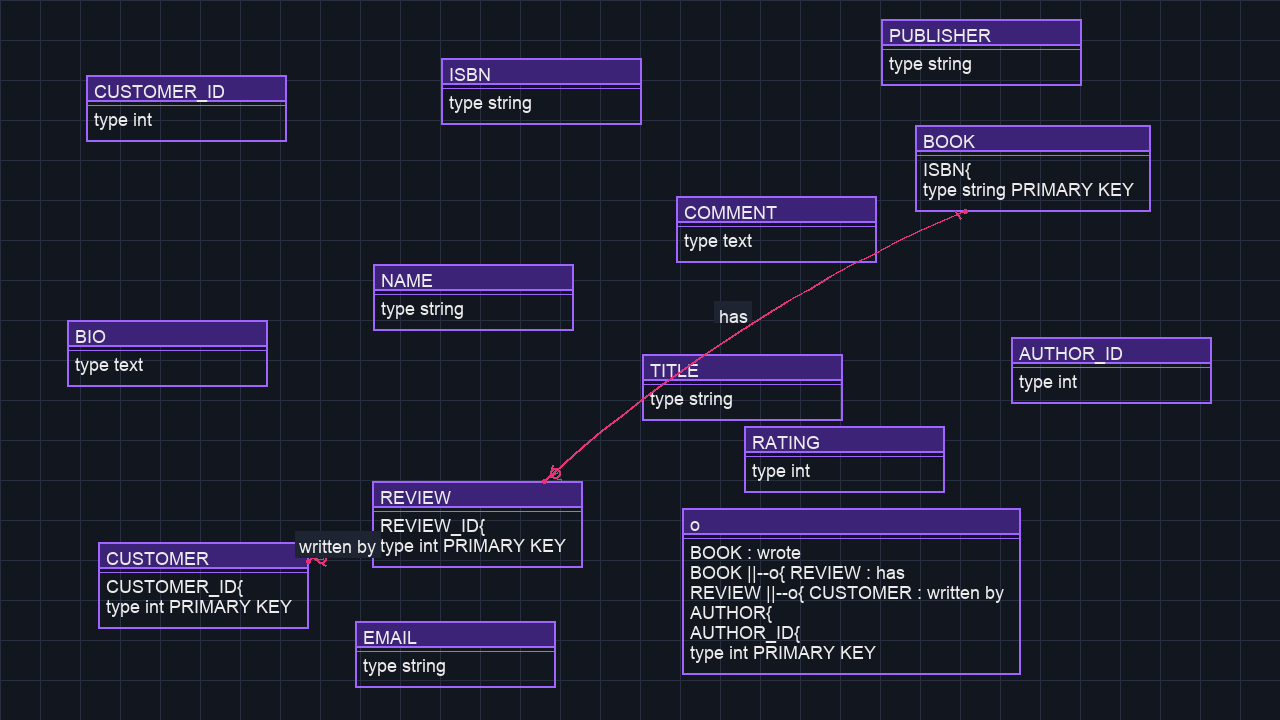 PUBLISHER
type string
ISBN
type string
CUSTOMER_ID
type int
BOOK
ISBN{
type string PRIMARY KEY
COMMENT
type text
NAME
type string
has
BIO
type text
AUTHOR_ID
type int
TITLE
type string
RATING
type int
REVIEW
REVIEW_ID{
type int PRIMARY KEY
written by
CUSTOMER
CUSTOMER_ID{
type int PRIMARY KEY
o
BOOK : wrote
BOOK ||--o{ REVIEW : has
REVIEW ||--o{ CUSTOMER : written by
AUTHOR{
AUTHOR_ID{
type int PRIMARY KEY
EMAIL
type string